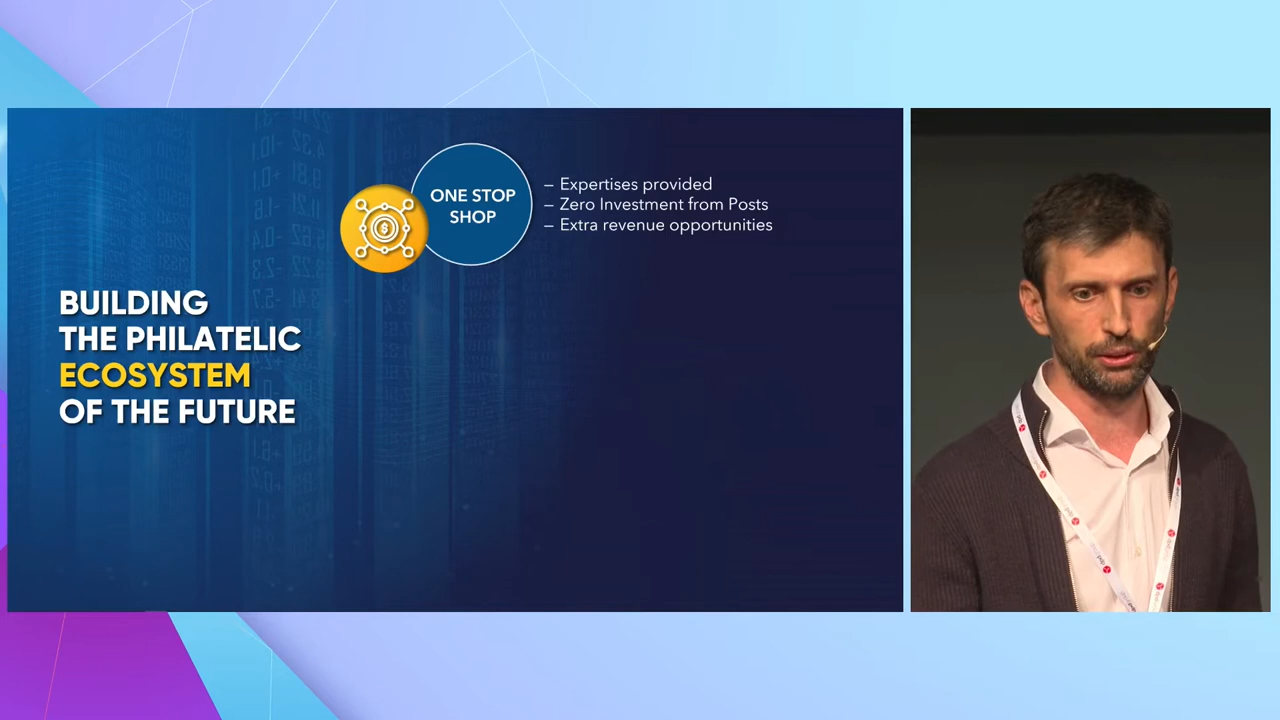 BUILDING
THE PHILATELIC
ECOSYSTEM
OF THE FUTURE
ONE STOP
SHOP
– Expertises provided
– Zero Investment from Posts
– Extra revenue opportunities